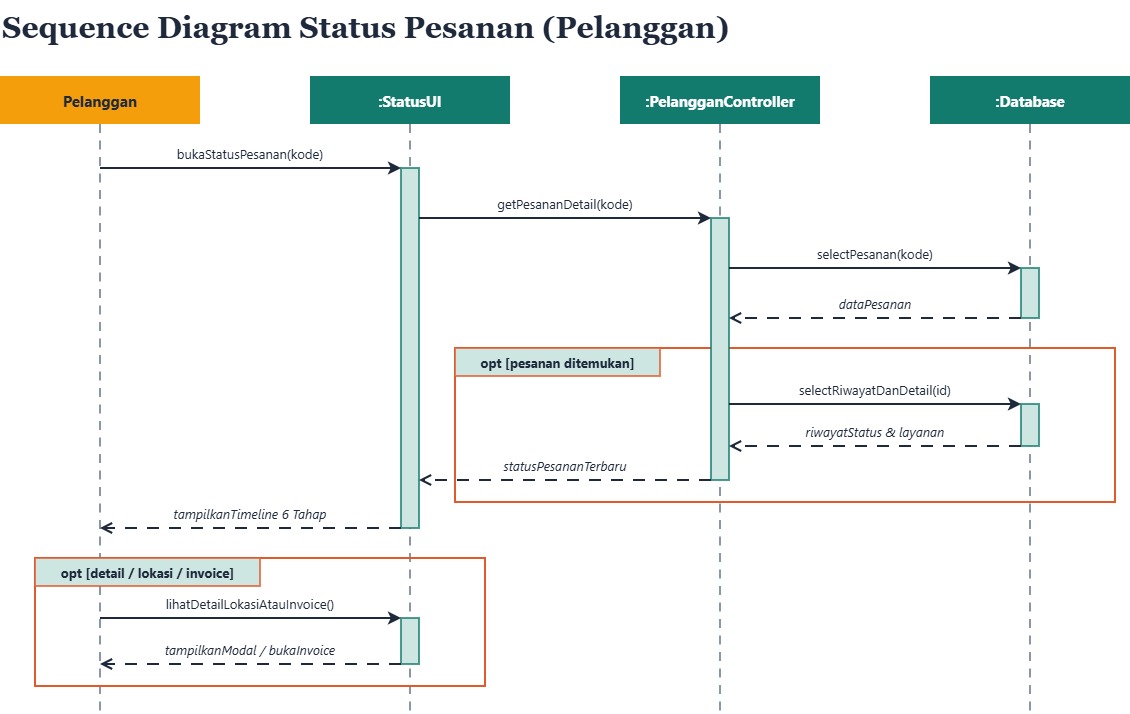 Sequence Diagram Status Pesanan (Pelanggan)
Pelanggan
:StatusUI
:PelangganController
:Database
bukaStatusPesanan(kode)
getPesananDetail(kode)
selectPesanan(kode)
dataPesanan
opt [pesanan ditemukan]
selectRiwayatDanDetail(id)
riwayatStatus & layanan
statusPesananTerbaru
tampilkanTimeline 6 Tahap
opt [detail / lokasi / invoice]
lihatDetailLokasiAtauInvoice()
tampilkanModal / bukaInvoice